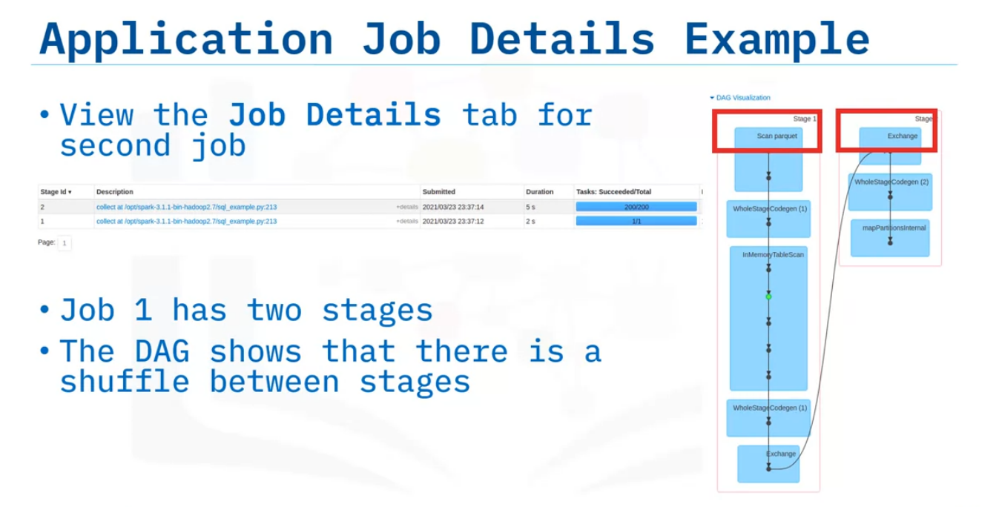 Application Job Details Example
• View the Job Details tab for
second job
Stage Id ▾ Description Submitted Duration Tasks: Succeeded/Total
2 collect at /opt/spark-3.1.1-bin-hadoop2.7/sql_example.py:213 +details 2021/03/23 23:37:14 5 s 200/200
1 collect at /opt/spark-3.1.1-bin-hadoop2.7/sql_example.py:213 +details 2021/03/23 23:37:12 2 s 1/1
Page: 1
• Job 1 has two stages
• The DAG shows that there is a
shuffle between stages
▾ DAG Visualization
Stage 1
Scan parquet
WholeStageCodegen (1)
InMemoryTableScan
WholeStageCodegen (1)
Exchange
Stage
Exchange
WholeStageCodegen (2)
mapPartitionsInternal